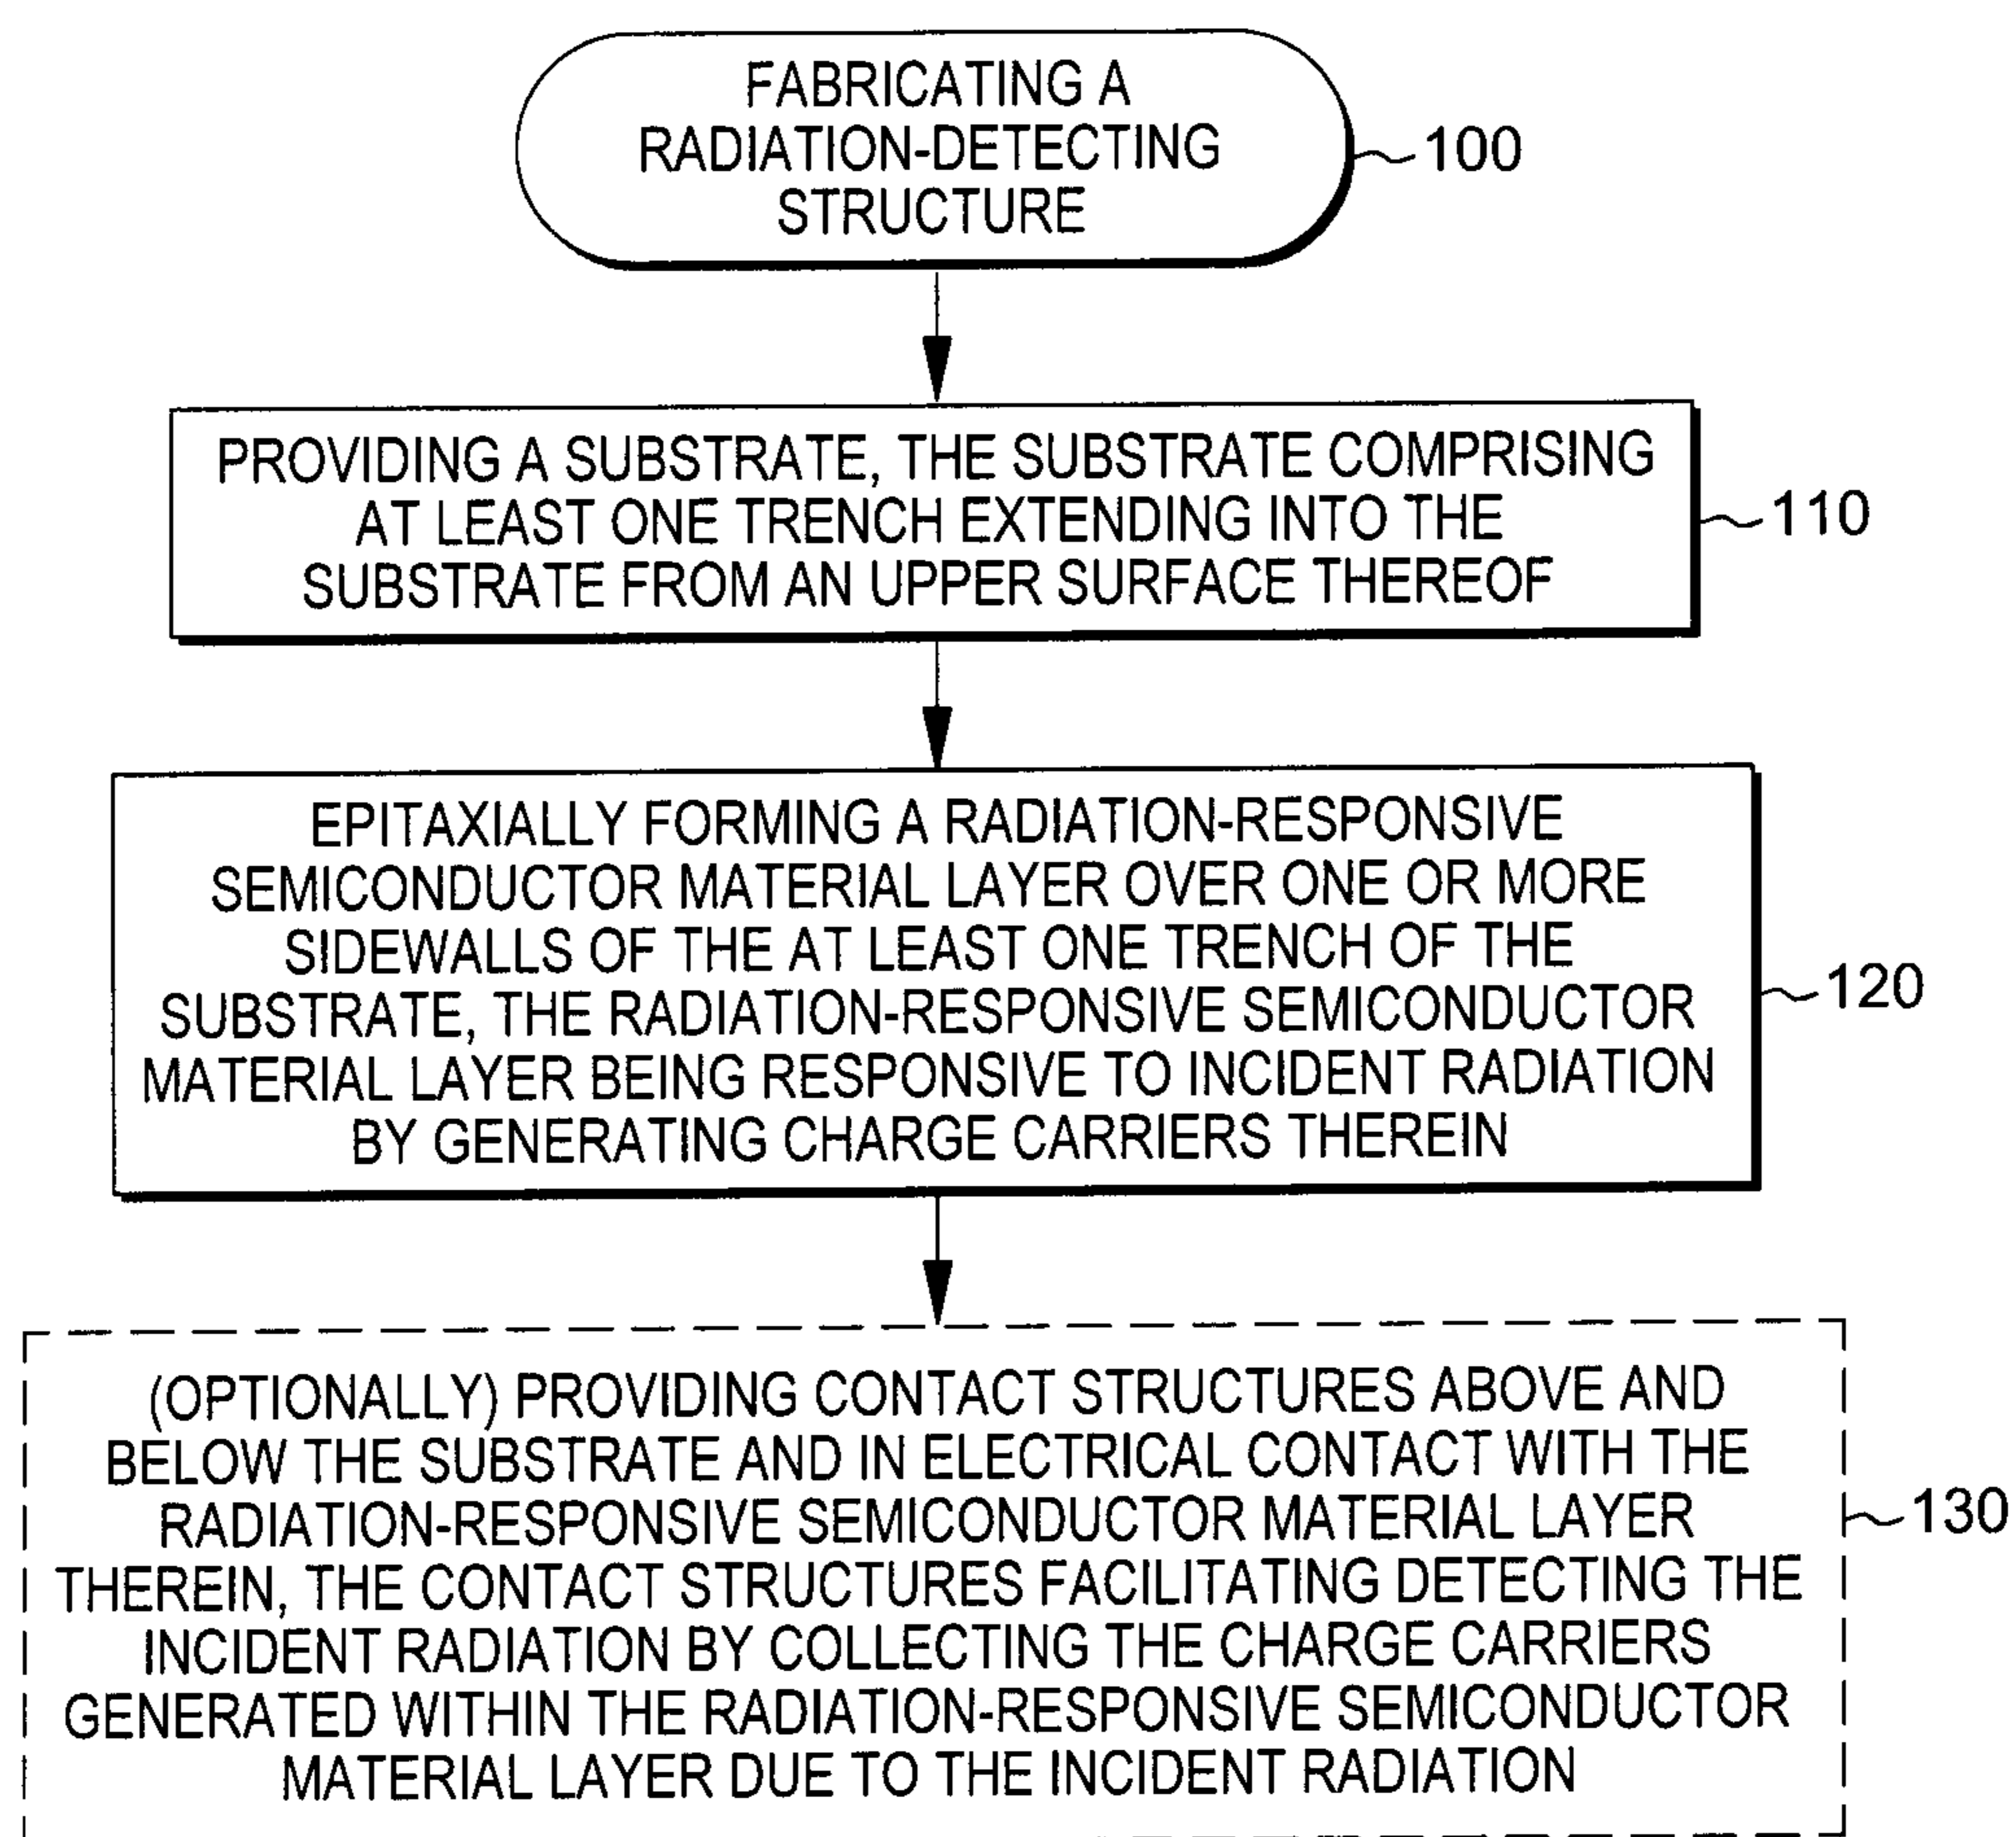 FABRICATING A
RADIATION-DETECTING
STRUCTURE
100
PROVIDING A SUBSTRATE, THE SUBSTRATE COMPRISING
AT LEAST ONE TRENCH EXTENDING INTO THE
SUBSTRATE FROM AN UPPER SURFACE THEREOF
110
EPITAXIALLY FORMING A RADIATION-RESPONSIVE
SEMICONDUCTOR MATERIAL LAYER OVER ONE OR MORE
SIDEWALLS OF THE AT LEAST ONE TRENCH OF THE
SUBSTRATE, THE RADIATION-RESPONSIVE SEMICONDUCTOR
MATERIAL LAYER BEING RESPONSIVE TO INCIDENT RADIATION
BY GENERATING CHARGE CARRIERS THEREIN
120
(OPTIONALLY) PROVIDING CONTACT STRUCTURES ABOVE AND
BELOW THE SUBSTRATE AND IN ELECTRICAL CONTACT WITH THE
RADIATION-RESPONSIVE SEMICONDUCTOR MATERIAL LAYER
THEREIN, THE CONTACT STRUCTURES FACILITATING DETECTING THE
INCIDENT RADIATION BY COLLECTING THE CHARGE CARRIERS
GENERATED WITHIN THE RADIATION-RESPONSIVE SEMICONDUCTOR
MATERIAL LAYER DUE TO THE INCIDENT RADIATION
130